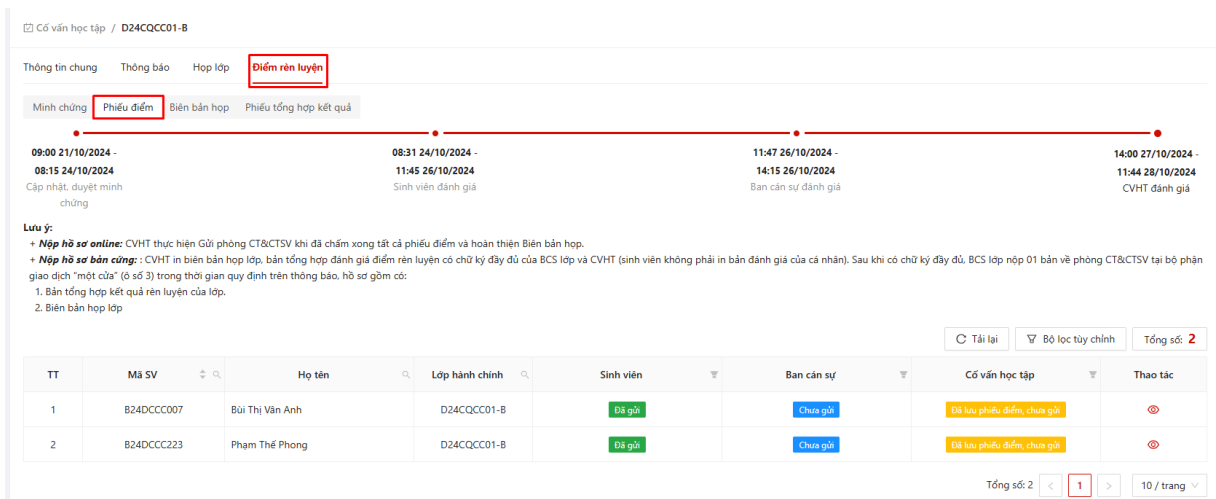 Cố vấn học tập / D24CQCC01-B
Thông tin chung Thông báo Họp lớp Điểm rèn luyện
Minh chứng Phiếu điểm Biên bản họp Phiếu tổng hợp kết quả
09:00 21/10/2024 - 08:31 24/10/2024 - 11:47 26/10/2024 - 14:00 27/10/2024 -
08:15 24/10/2024 11:45 26/10/2024 14:15 26/10/2024 11:44 28/10/2024
Cập nhật, duyệt minh Sinh viên đánh giá Ban cán sự đánh giá CVHT đánh giá
chứng
Lưu ý:
+ Nộp hồ sơ online: CVHT thực hiện Gửi phòng CT&CTSV khi đã chấm xong tất cả phiếu điểm và hoàn thiện Biên bản họp.
+ Nộp hồ sơ bản cứng: : CVHT in biên bản họp lớp, bản tổng hợp đánh giá điểm rèn luyện có chữ ký đầy đủ của BCS lớp và CVHT (sinh viên không phải in bản đánh giá của cá nhân). Sau khi có chữ ký đầy đủ, BCS lớp nộp 01 bản về phòng CT&CTSV tại bộ phận
giao dịch "một cửa" (ô số 3) trong thời gian quy định trên thông báo, hồ sơ gồm có:
1. Bản tổng hợp kết quả rèn luyện của lớp.
2. Biên bản họp lớp
Tải lại Bộ lọc tùy chỉnh Tổng số: 2
TT Mã SV Họ tên Lớp hành chính Sinh viên Ban cán sự Cố vấn học tập Thao tác
1 B24DCCC007 Bùi Thị Vân Anh D24CQCC01-B Đã gửi Chưa gửi Đã lưu phiếu điểm, chưa gửi
2 B24DCCC223 Phạm Thế Phong D24CQCC01-B Đã gửi Chưa gửi Đã lưu phiếu điểm, chưa gửi
Tổng số: 2 < 1 > 10 / trang